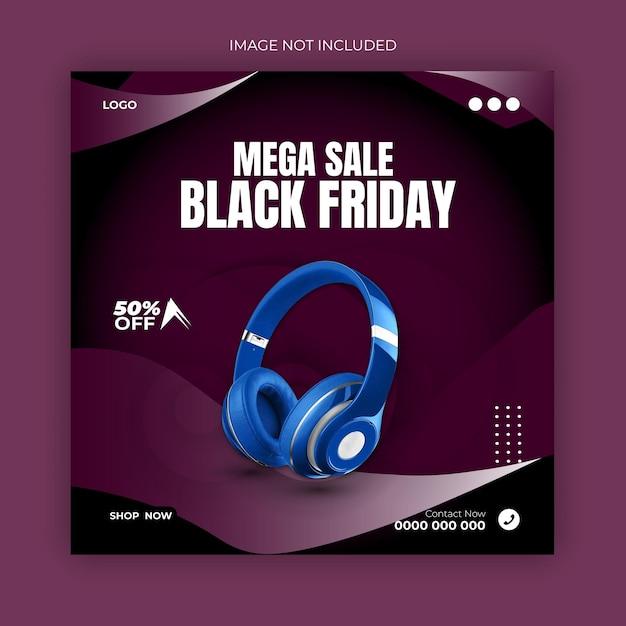 IMAGE NOT INCLUDED
LOGO
MEGA SALE
BLACK FRIDAY
50%
OFF
SHOP NOW
Contact Now
0000 000 000